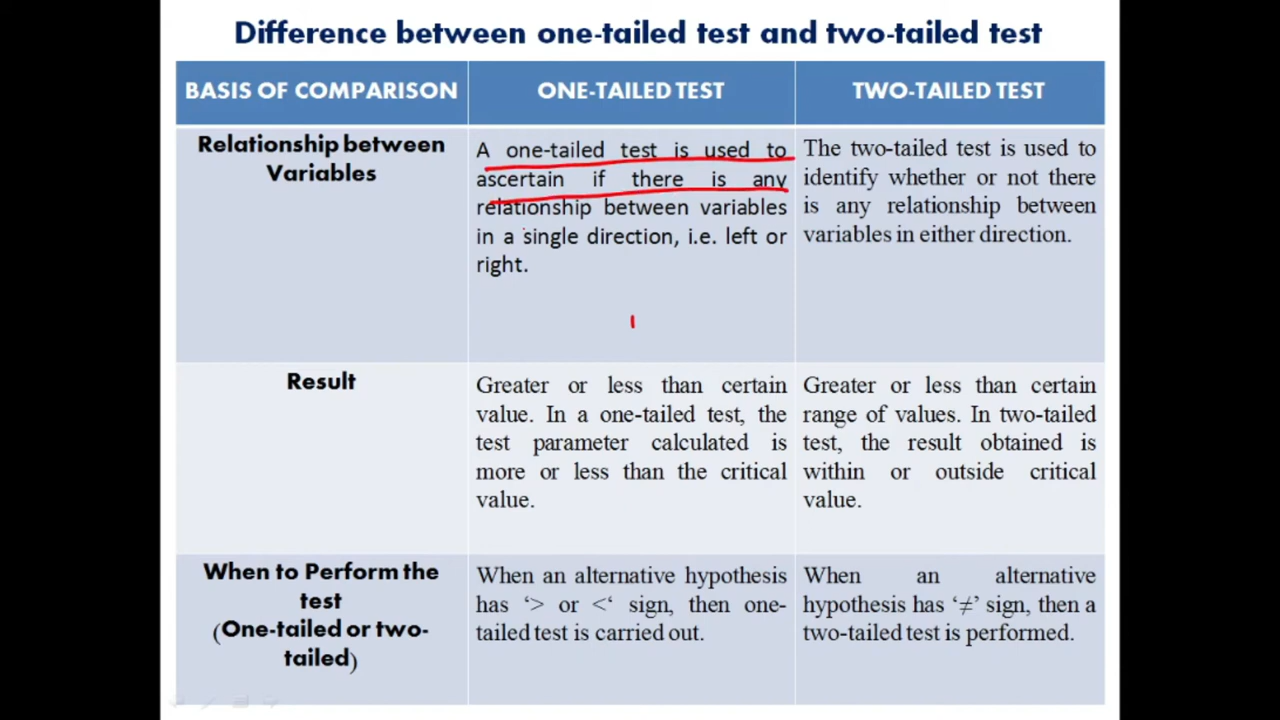 Difference between one-tailed test and two-tailed test
BASIS OF COMPARISON
ONE-TAILED TEST
TWO-TAILED TEST
Relationship between
Variables
A one-tailed test is used to
ascertain if there is any
relationship between variables
in a single direction, i.e. left or
right.
The two-tailed test is used to
identify whether or not there
is any relationship between
variables in either direction.
Result
Greater or less than certain
value. In a one-tailed test, the
test parameter calculated is
more or less than the critical
value.
Greater or less than certain
range of values. In two-tailed
test, the result obtained is
within or outside critical
value.
When to Perform the
test
(One-tailed or two-
tailed)
When an alternative hypothesis
has ‘> or <‘ sign, then one-
tailed test is carried out.
When an alternative
hypothesis has ‘≠’ sign, then a
two-tailed test is performed.